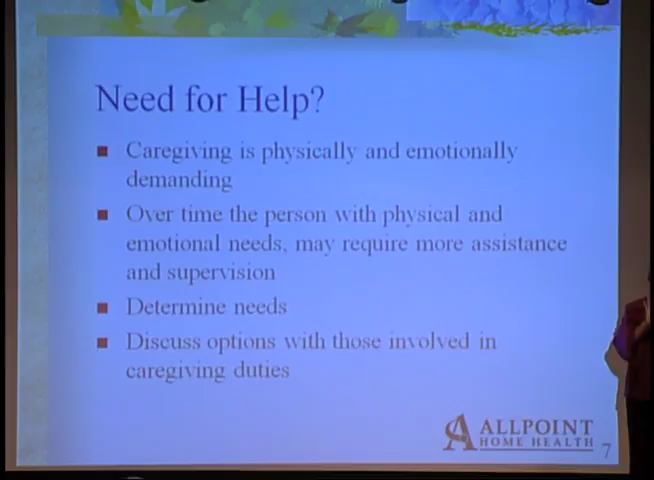 Need for Help?
Caregiving is physically and emotionally
demanding
Over time the person with physical and
emotional needs, may require more assistance
and supervision
Determine needs
Discuss options with those involved in
caregiving duties
ALLPOINT
HOME HEALTH
7